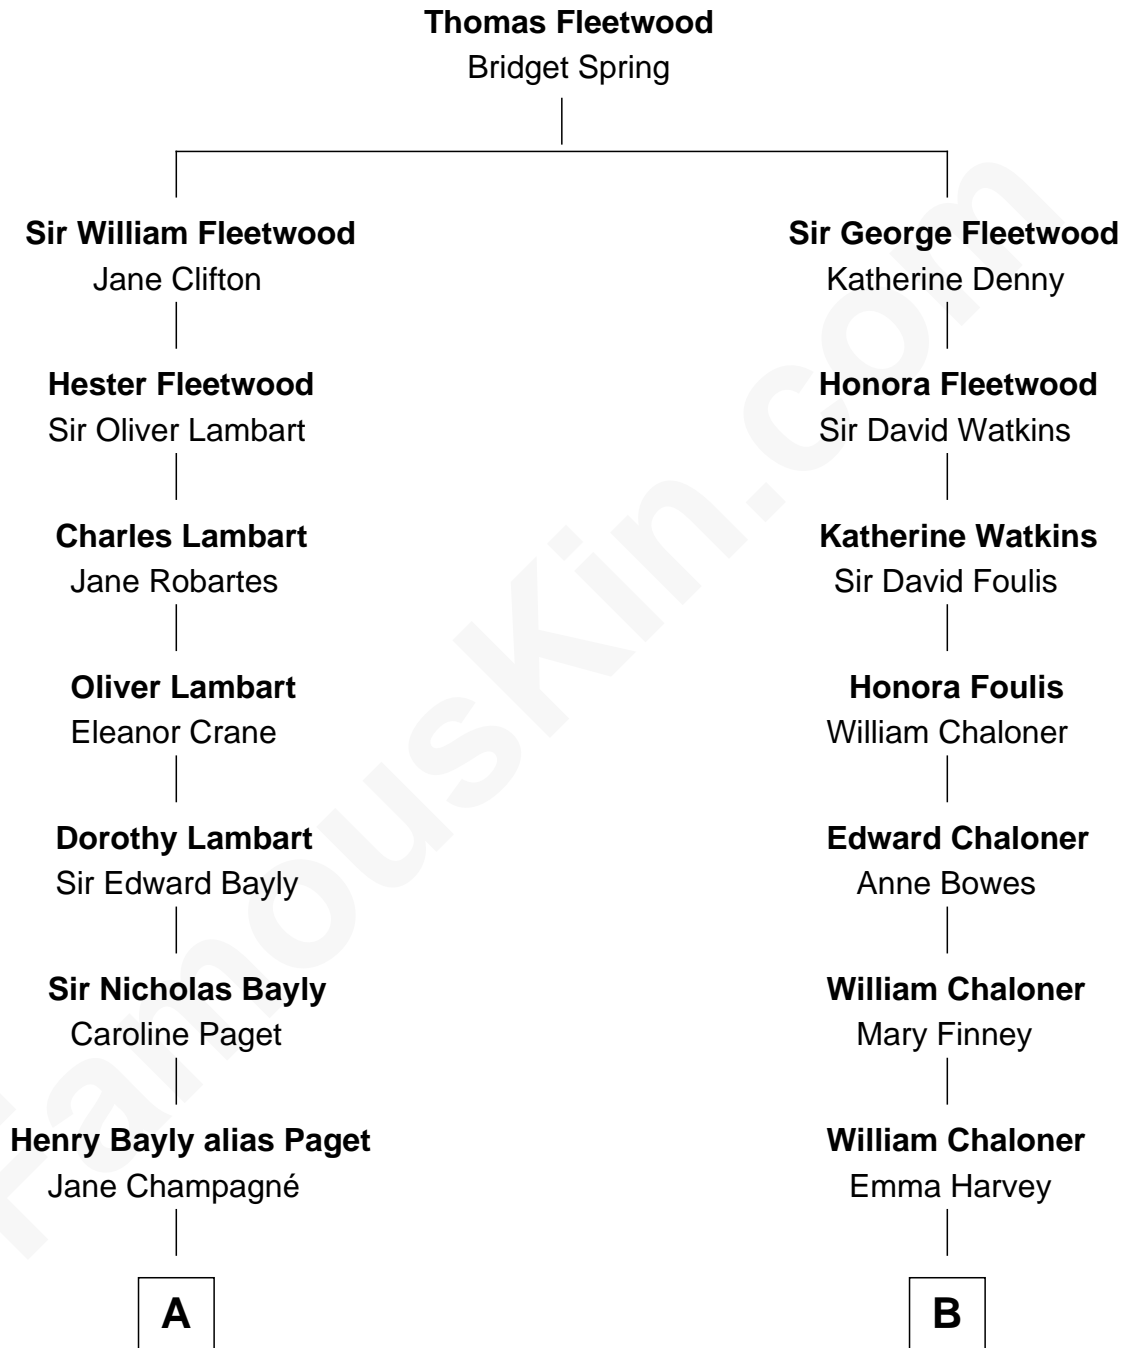 Thomas Fleetwood
Bridget Spring
Sir William Fleetwood
Jane Clifton
Hester Fleetwood
Sir Oliver Lambart
Charles Lambart
Jane Robartes
Oliver Lambart
Eleanor Crane
Dorothy Lambart
Sir Edward Bayly
Sir Nicholas Bayly
Caroline Paget
Henry Bayly alias Paget
Jane Champagné
A
Sir George Fleetwood
Katherine Denny
Honora Fleetwood
Sir David Watkins
Katherine Watkins
Sir David Foulis
Honora Foulis
William Chaloner
Edward Chaloner
Anne Bowes
William Chaloner
Mary Finney
William Chaloner
Emma Harvey
B
FamousKin.com